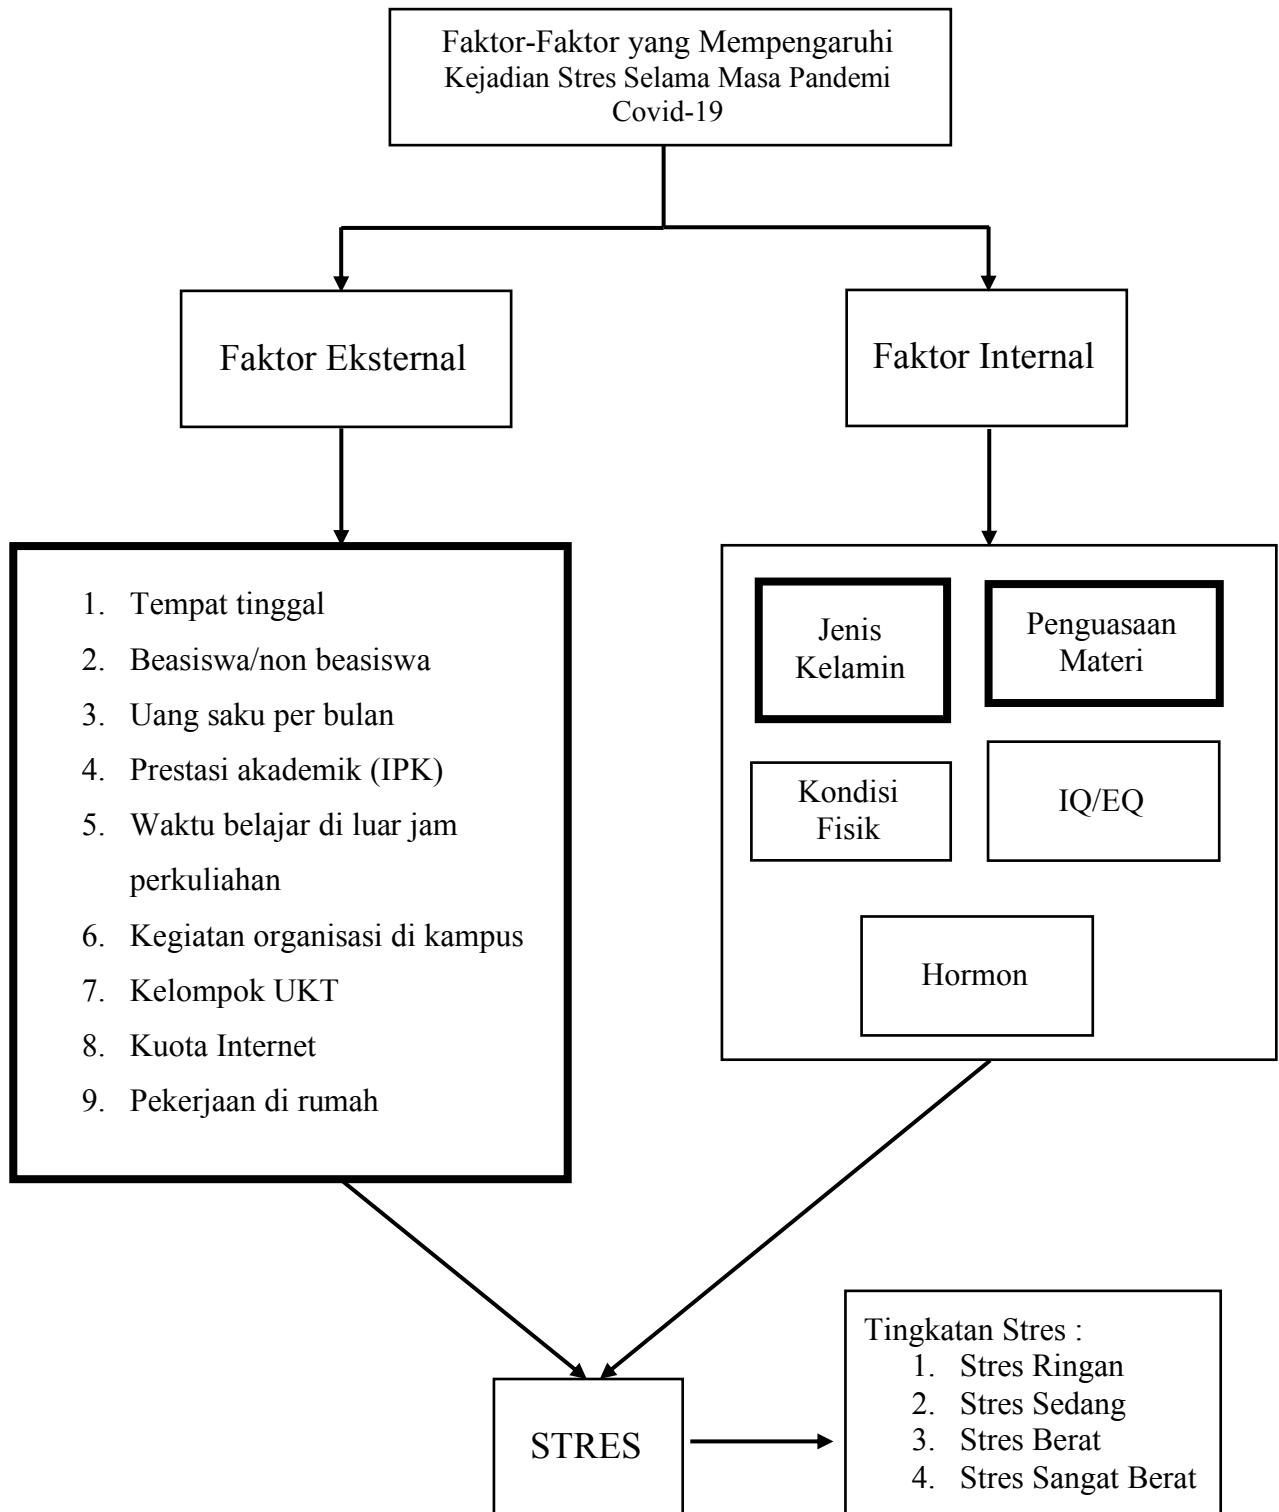 Faktor-Faktor yang Mempengaruhi
Kejadian Stres Selama Masa Pandemi
Covid-19
Faktor Eksternal
Faktor Internal
1. Tempat tinggal
2. Beasiswa/non beasiswa
3. Uang saku per bulan
4. Prestasi akademik (IPK)
5. Waktu belajar di luar jam
perkuliahan
6. Kegiatan organisasi di kampus
7. Kelompok UKT
8. Kuota Internet
9. Pekerjaan di rumah
Jenis
Kelamin
Penguasaan
Materi
Kondisi
Fisik
IQ/EQ
Hormon
STRES
Tingkatan Stres :
1. Stres Ringan
2. Stres Sedang
3. Stres Berat
4. Stres Sangat Berat